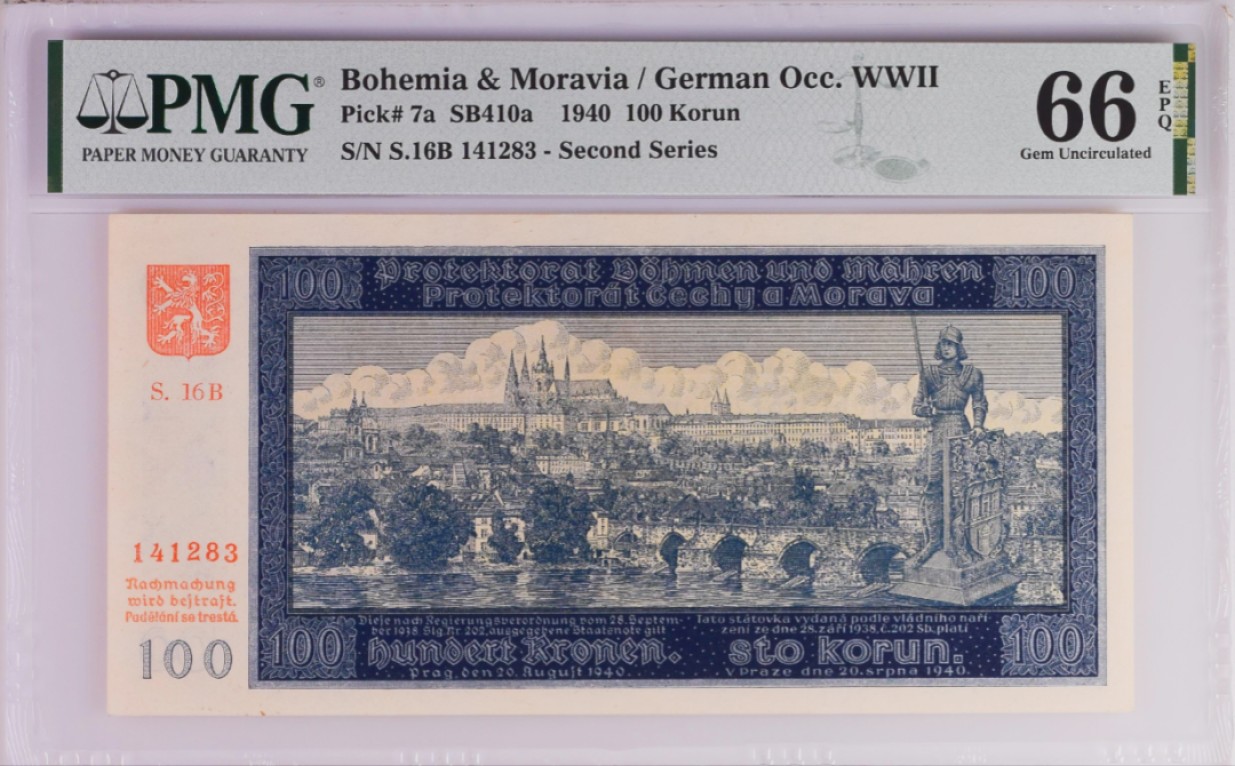 PMG®
PAPER MONEY GUARANTY
Bohemia & Moravia / German Occ. WWII
Pick# 7a SB410a 1940 100 Korun
S/N S.16B 141283 - Second Series
66
EPQ
Gem Uncirculated
100 Protektorat Böhmen und Mähren 100
Protektorát Čechy a Morava
S. 16B
141283
Nachmachung
wird bestraft.
Padělání se trestá.
100
Diese nach Regierungsverordnung vom 28. Septem-
ber 1938. Slg. Nr. 202, ausgegebene Staatsnote gilt
Tato státovka vydaná podle vládního naří-
zení ze dne 28. září 1938, Č. 202 Sb. platí
100 hundert Kronen. sto korun. 100
Prag, den 20. August 1940.
V Praze dne 20. srpna 1940.